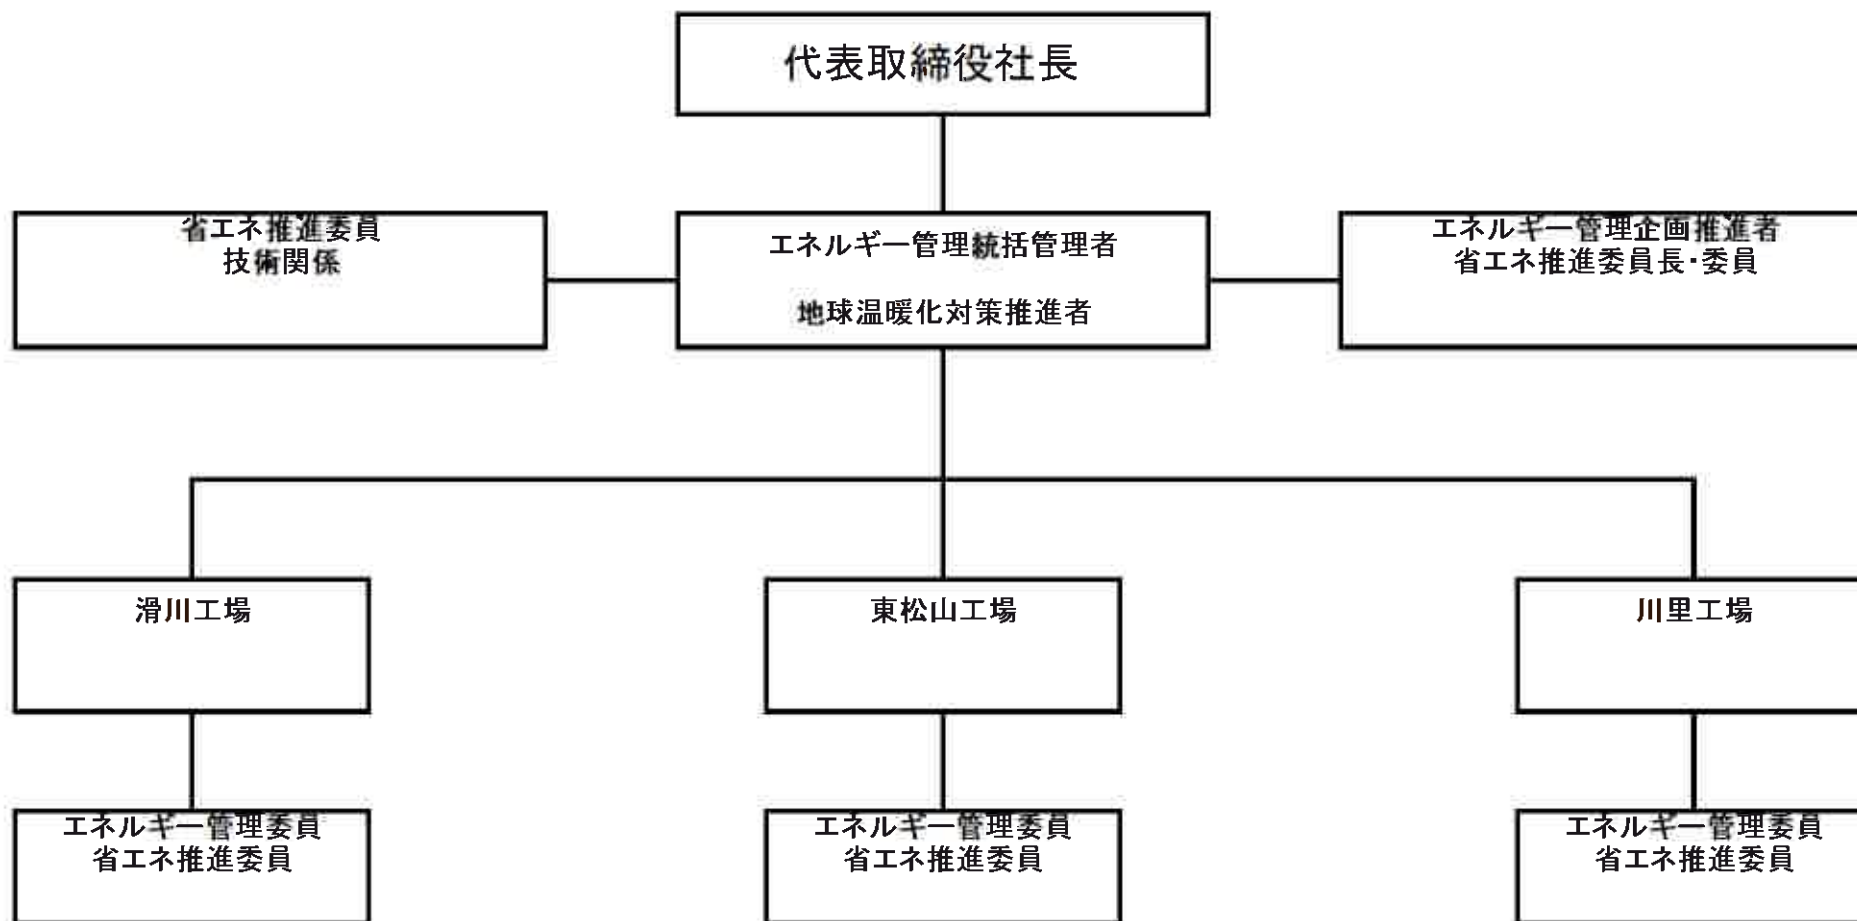 代表取締役社長
省エネ推進委員
技術関係
エネルギー管理統括管理者
地球温暖化対策推進者
エネルギー管理企画推進者
省エネ推進委員長・委員
滑川工場
東松山工場
川里工場
エネルギー管理委員
省エネ推進委員
エネルギー管理委員
省エネ推進委員
エネルギー管理委員
省エネ推進委員